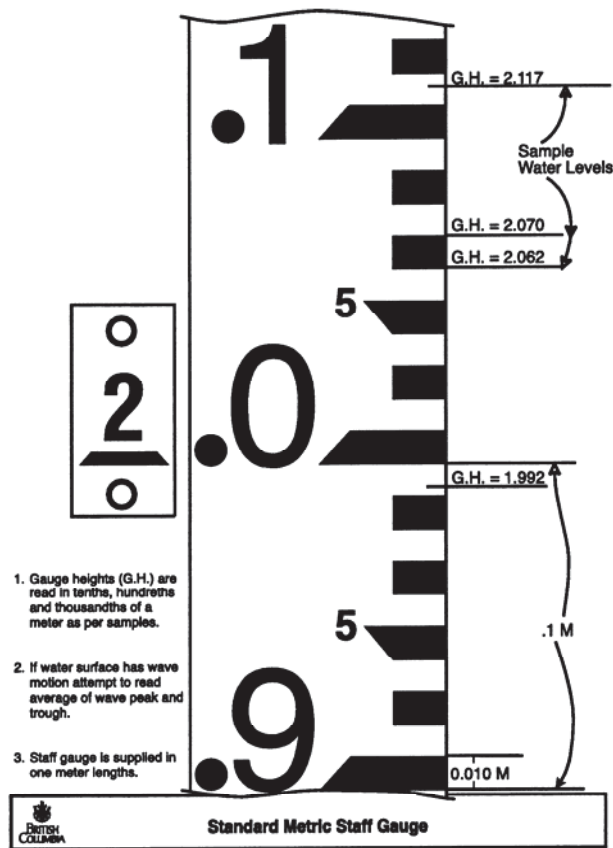 .1
G.H. = 2.117
Sample
Water Levels
G.H. = 2.070
G.H. = 2.062
5
2
.0
G.H. = 1.992
1. Gauge heights (G.H.) are
read in tenths, hundreths
and thousandths of a
meter as per samples.
5
.1 M
2. If water surface has wave
motion attempt to read
average of wave peak and
trough.
.9
3. Staff gauge is supplied in
one meter lengths.
0.010 M
BRITISH
COLUMBIA
Standard Metric Staff Gauge